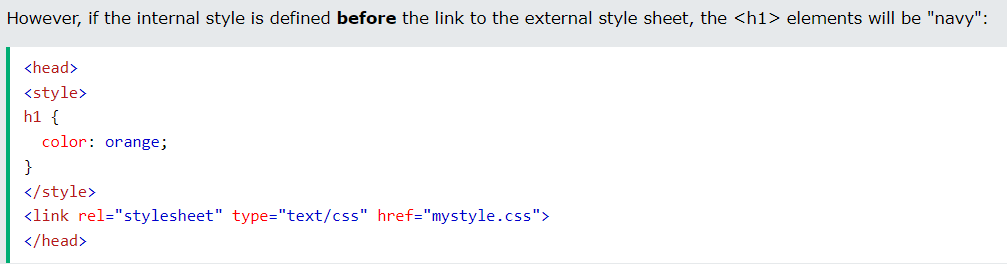 However, if the internal style is defined before the link to the external style sheet, the <h1> elements will be "navy":
<head>
<style>
h1 {
  color: orange;
}
</style>
<link rel="stylesheet" type="text/css" href="mystyle.css">
</head>